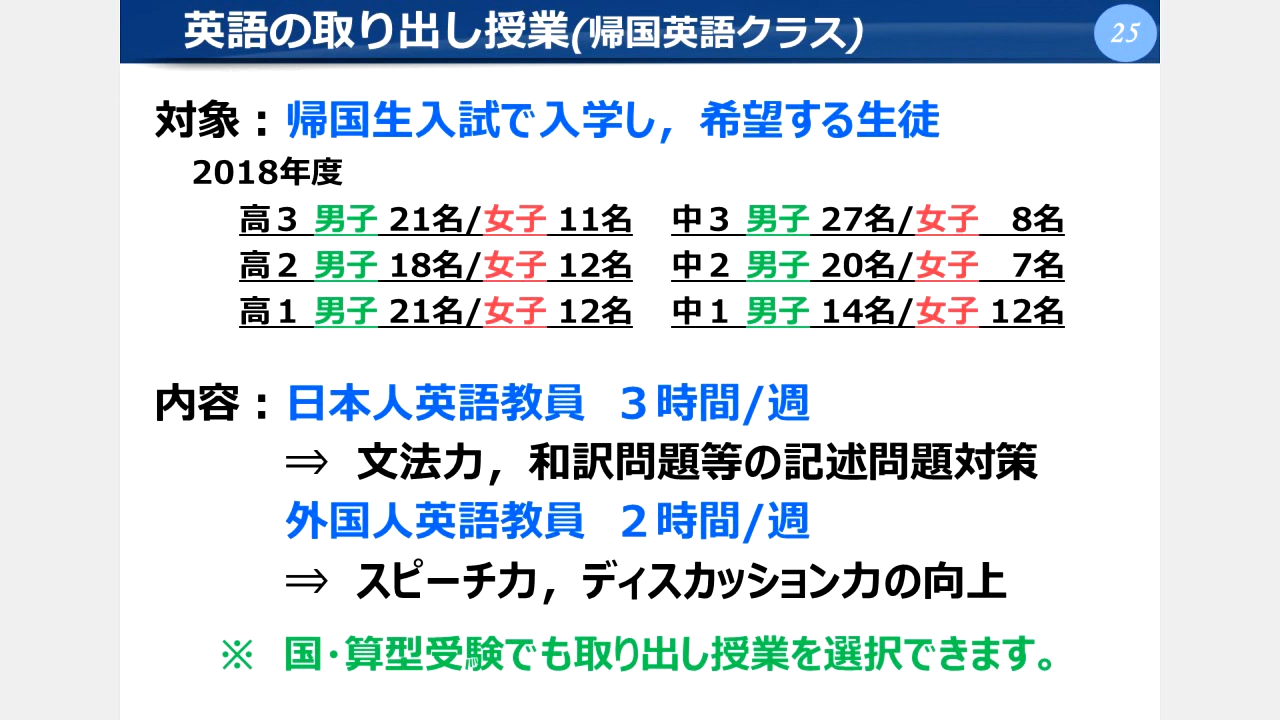 英語の取り出し授業(帰国英語クラス)
25
対象：帰国生入試で入学し，希望する生徒
2018年度
高３ 男子 21名/女子 11名　中３ 男子 27名/女子　8名
高２ 男子 18名/女子 12名　中２ 男子 20名/女子　7名
高１ 男子 21名/女子 12名　中１ 男子 14名/女子 12名
内容：日本人英語教員　３時間/週
⇒　文法力，和訳問題等の記述問題対策
外国人英語教員　２時間/週
⇒　スピーチ力，ディスカッション力の向上
※　国・算型受験でも取り出し授業を選択できます。